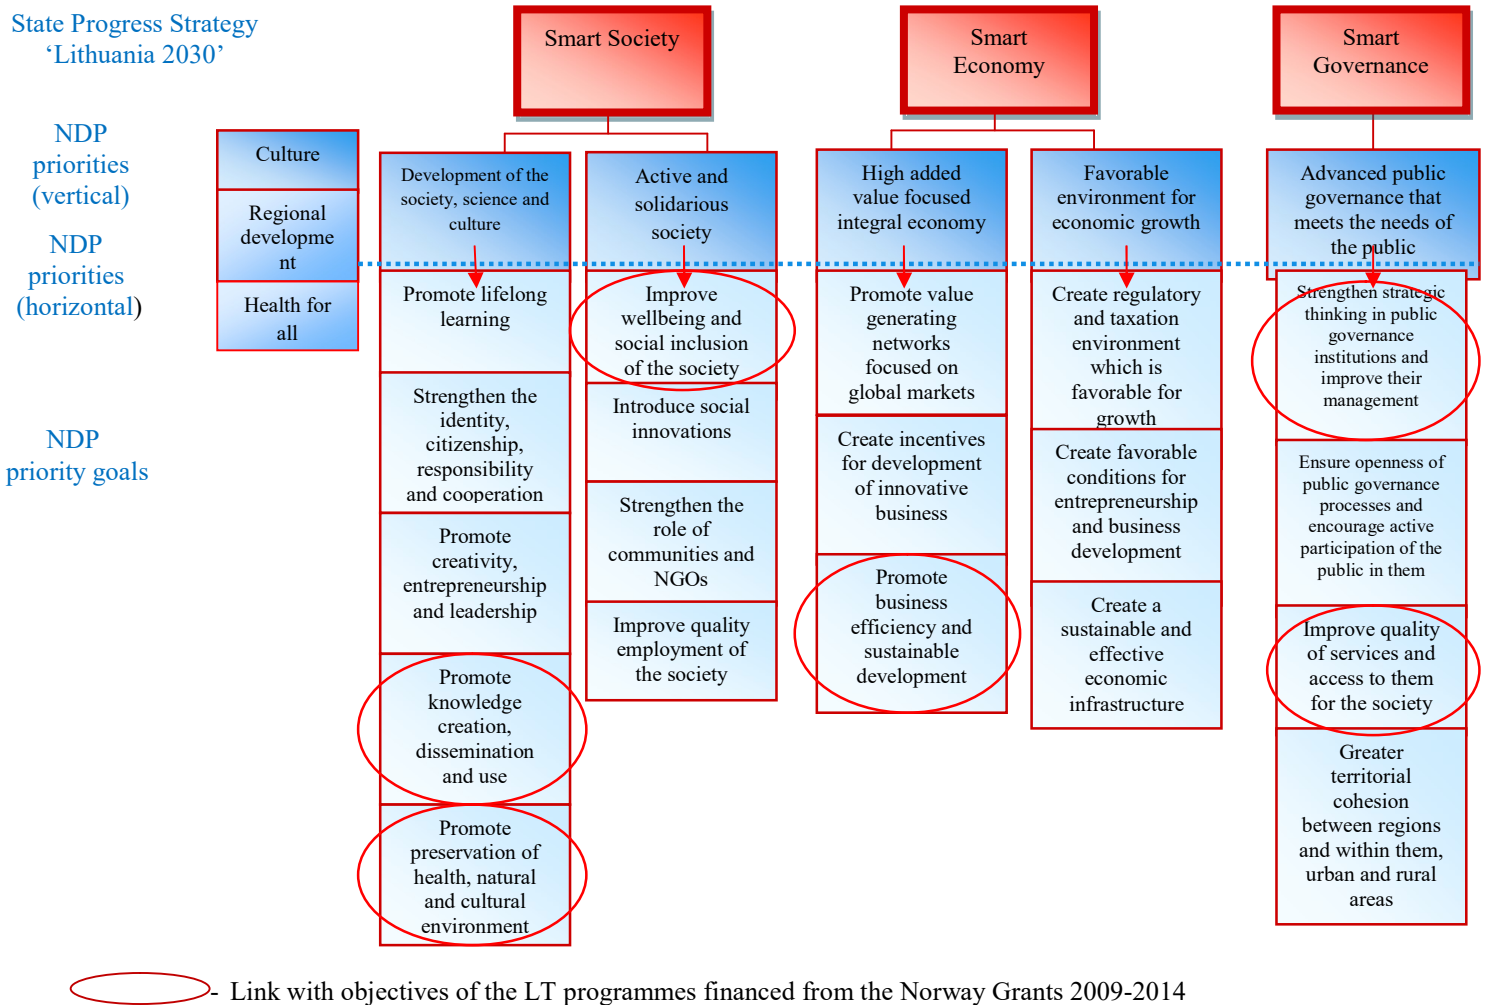 State Progress Strategy
‘Lithuania 2030’
Smart Society
Smart
Economy
Smart
Governance
NDP
priorities
(vertical)
NDP
priorities
(horizontal)
NDP
priority goals
Culture
Regional
developme
nt
Health for
all
Development of the
society, science and
culture
Promote lifelong
learning
Strengthen the
identity,
citizenship,
responsibility
and cooperation
Promote
creativity,
entrepreneurship
and leadership
Promote
knowledge
creation,
dissemination
and use
Promote
preservation of
health, natural
and cultural
environment
Active and
solidarious
society
Improve
wellbeing and
social inclusion
of the society
Introduce social
innovations
Strengthen the
role of
communities and
NGOs
Improve quality
employment of
the society
High added
value focused
integral economy
Promote value
generating
networks
focused on
global markets
Create incentives
for development
of innovative
business
Promote
business
efficiency and
sustainable
development
Favorable
environment for
economic growth
Create regulatory
and taxation
environment
which is
favorable for
growth
Create favorable
conditions for
entrepreneurship
and business
development
Create a
sustainable and
effective
economic
infrastructure
Advanced public
governance that
meets the needs of
the public
Strengthen strategic
thinking in public
governance
institutions and
improve their
management
Ensure openness of
public governance
processes and
encourage active
participation of the
public in them
Improve quality
of services and
access to them
for the society
Greater
territorial
cohesion
between regions
and within them,
urban and rural
areas
- Link with objectives of the LT programmes financed from the Norway Grants 2009-2014